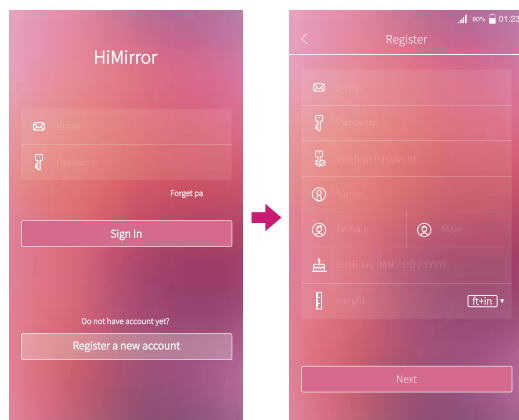 HiMirror
Email
Password
Forget pa
Sign In
Do not have account yet?
Register a new account
80% 01:23
Register
Email
Password
Confirm Password
Name
Female
Male
Birthday (MM / DD / YYYY)
Height
ft+in
Next